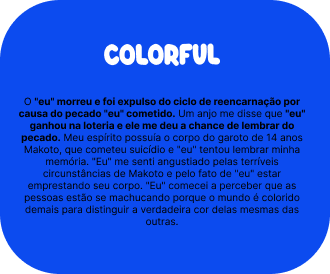 COLORFUL
O "eu" morreu e foi expulso do ciclo de reencarnação por
causa do pecado "eu" cometido. Um anjo me disse que "eu"
ganhou na loteria e ele me deu a chance de lembrar do
pecado. Meu espírito possuía o corpo do garoto de 14 anos
Makoto, que cometeu suicídio e "eu" tentou lembrar minha
memória. "Eu" me senti angustiado pelas terríveis
circunstâncias de Makoto e pelo fato de "eu" estar
emprestando seu corpo. "Eu" comecei a perceber que as
pessoas estão se machucando porque o mundo é colorido
demais para distinguir a verdadeira cor delas mesmas das
outras.